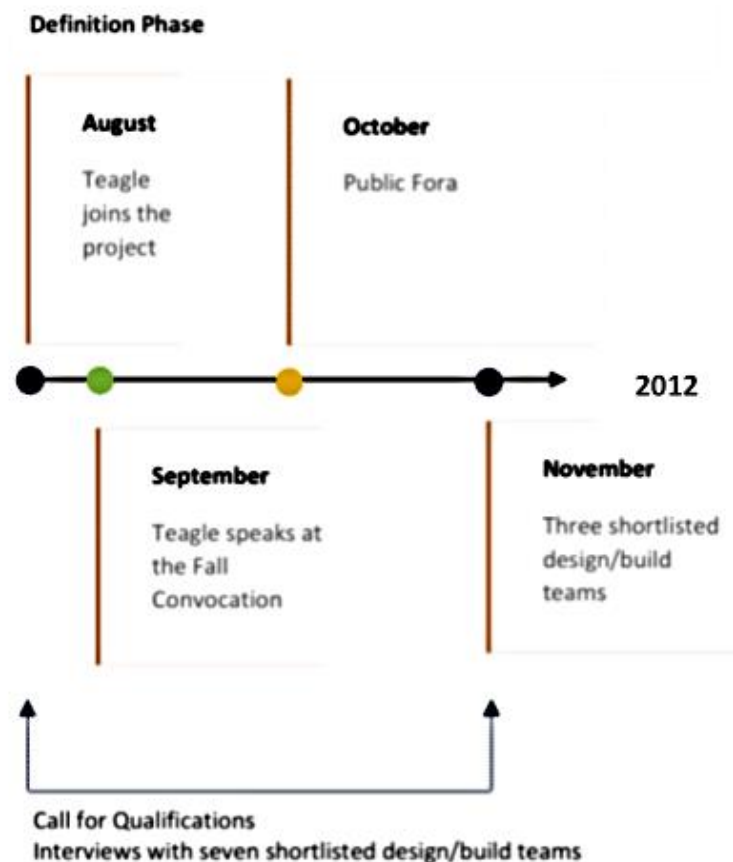 Definition Phase
August
Teagle
joins the
project
October
Public Fora
2012
September
Teagle speaks at
the Fall
Convocation
November
Three shortlisted
design/build
teams
Call for Qualifications
Interviews with seven shortlisted design/build teams